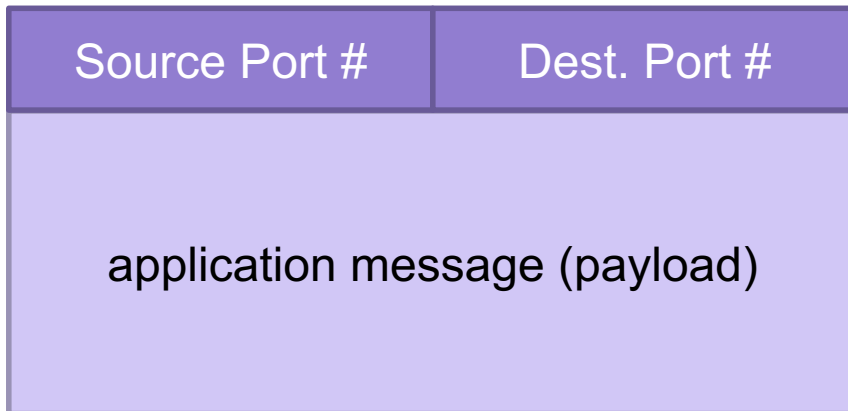 Source Port # Dest. Port #
application message (payload)